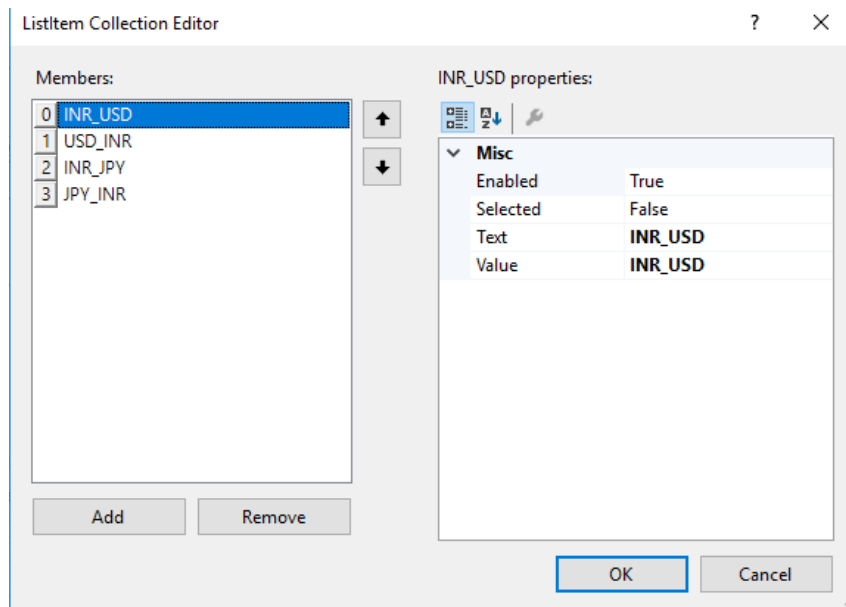 ListItem Collection Editor ?
Members:
0 INR_USD
1 USD_INR
2 INR_JPY
3 JPY_INR
Add Remove
INR_USD properties:
Misc
Enabled True
Selected False
Text INR_USD
Value INR_USD
OK Cancel